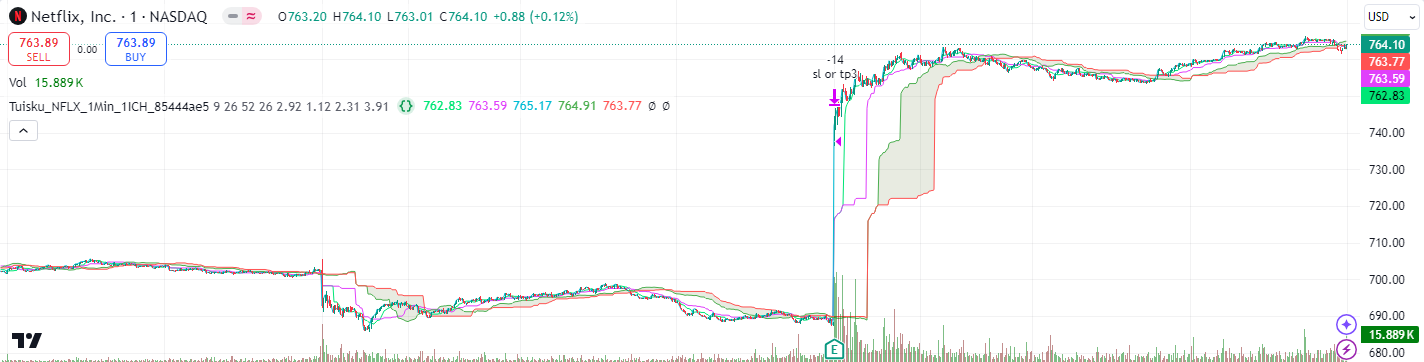 Netflix, Inc. · 1 · NASDAQ O763.20 H764.10 L763.01 C764.10 +0.88 (+0.12%)
763.89 SELL 0.00 763.89 BUY
Vol 15.889 K
Tuisku_NFLX_1Min_1ICH_85444ae5 9 26 52 26 2.92 1.12 2.31 3.91 762.83 763.59 765.17 764.91 763.77 Ø Ø
-14
sl or tp3
E
USD
764.10
763.77
763.59
762.83
740.00
730.00
720.00
710.00
700.00
690.00
15.889 K
680.00